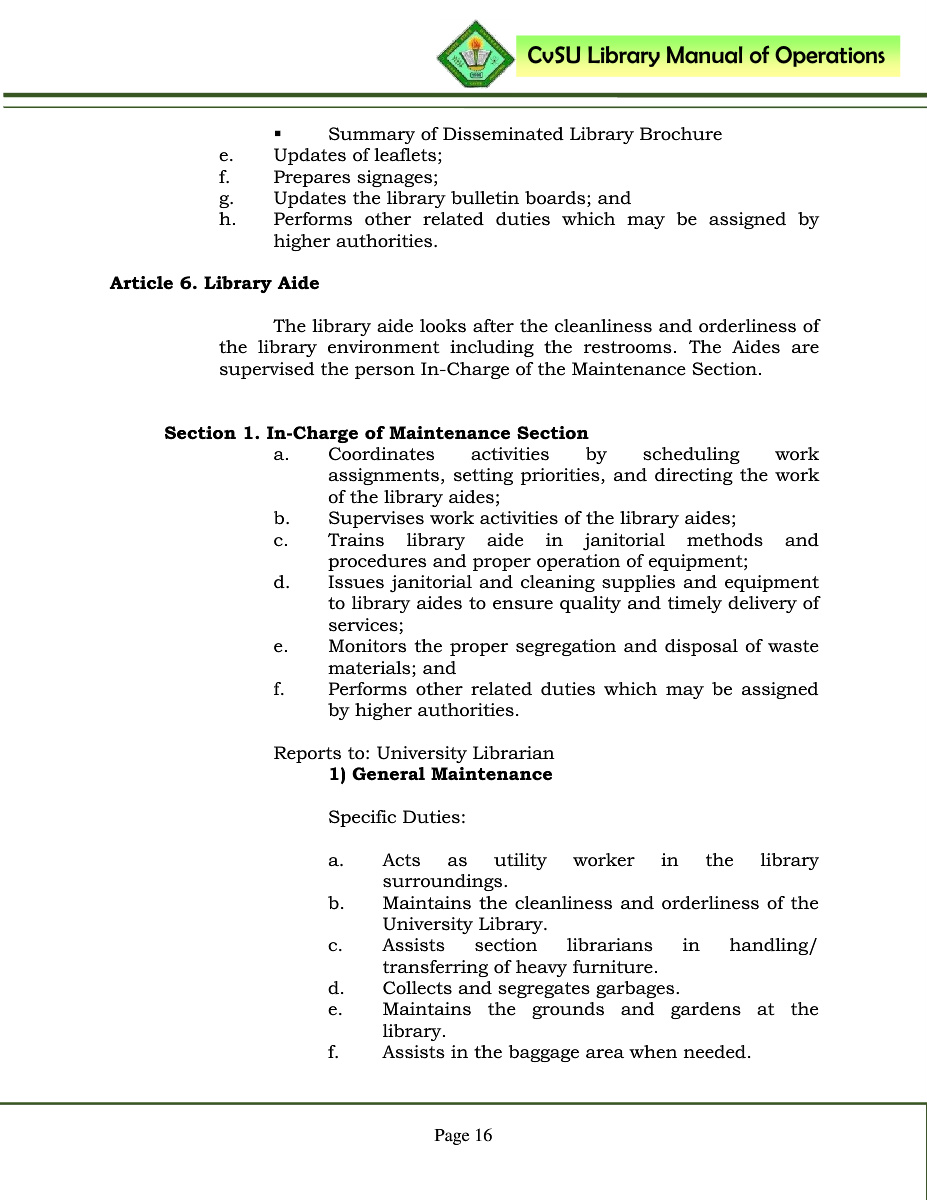 CvSU Library Manual of Operations
▪ Summary of Disseminated Library Brochure
e. Updates of leaflets;
f. Prepares signages;
g. Updates the library bulletin boards; and
h. Performs other related duties which may be assigned by
higher authorities.
Article 6. Library Aide
The library aide looks after the cleanliness and orderliness of
the library environment including the restrooms. The Aides are
supervised the person In-Charge of the Maintenance Section.
Section 1. In-Charge of Maintenance Section
a. Coordinates activities by scheduling work
assignments, setting priorities, and directing the work
of the library aides;
b. Supervises work activities of the library aides;
c. Trains library aide in janitorial methods and
procedures and proper operation of equipment;
d. Issues janitorial and cleaning supplies and equipment
to library aides to ensure quality and timely delivery of
services;
e. Monitors the proper segregation and disposal of waste
materials; and
f. Performs other related duties which may be assigned
by higher authorities.
Reports to: University Librarian
1) General Maintenance
Specific Duties:
a. Acts as utility worker in the library
surroundings.
b. Maintains the cleanliness and orderliness of the
University Library.
c. Assists section librarians in handling/
transferring of heavy furniture.
d. Collects and segregates garbages.
e. Maintains the grounds and gardens at the
library.
f. Assists in the baggage area when needed.
Page 16